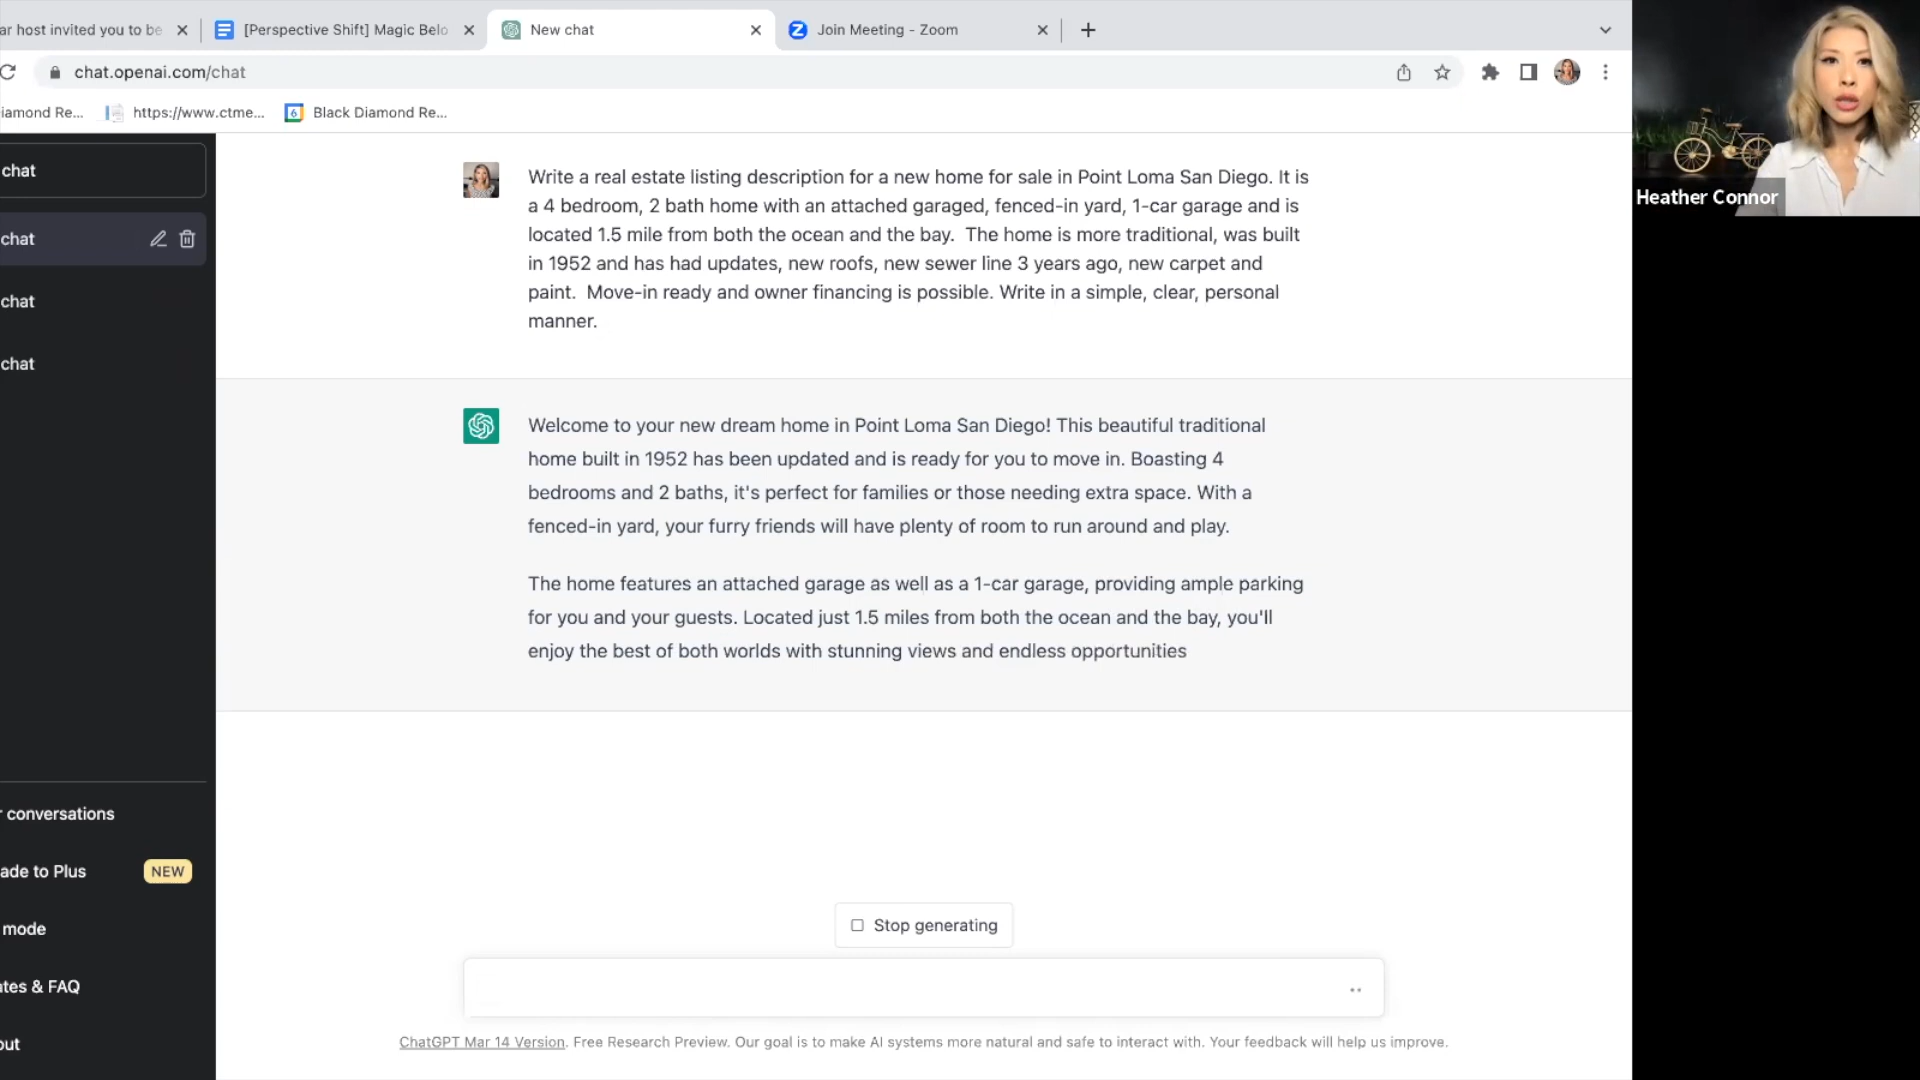 ar host invited you to be
[Perspective Shift] Magic Belo
New chat
Join Meeting - Zoom
chat.openai.com/chat
iamond Re...
https://www.ctme...
6
Black Diamond Re...
chat
chat
chat
chat
r conversations
ade to Plus
NEW
mode
ates & FAQ
out
Write a real estate listing description for a new home for sale in Point Loma San Diego. It is
a 4 bedroom, 2 bath home with an attached garaged, fenced-in yard, 1-car garage and is
located 1.5 mile from both the ocean and the bay.  The home is more traditional, was built
in 1952 and has had updates, new roofs, new sewer line 3 years ago, new carpet and
paint.  Move-in ready and owner financing is possible. Write in a simple, clear, personal
manner.
Welcome to your new dream home in Point Loma San Diego! This beautiful traditional
home built in 1952 has been updated and is ready for you to move in. Boasting 4
bedrooms and 2 baths, it's perfect for families or those needing extra space. With a
fenced-in yard, your furry friends will have plenty of room to run around and play.
The home features an attached garage as well as a 1-car garage, providing ample parking
for you and your guests. Located just 1.5 miles from both the ocean and the bay, you'll
enjoy the best of both worlds with stunning views and endless opportunities
Stop generating
ChatGPT Mar 14 Version. Free Research Preview. Our goal is to make AI systems more natural and safe to interact with. Your feedback will help us improve.
Heather Connor